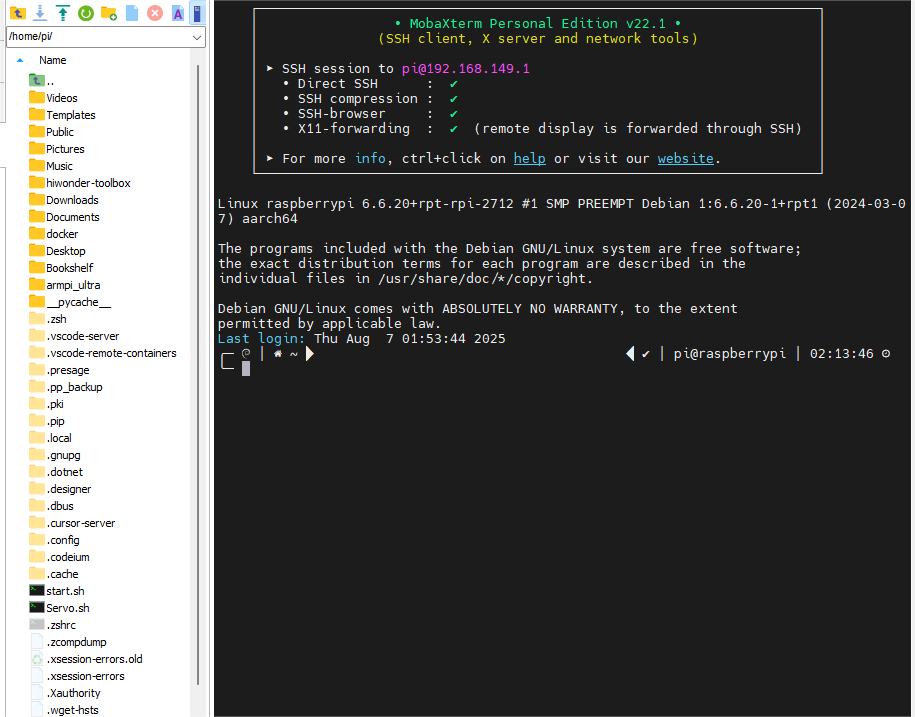 /home/pi/
Name
..
Videos
Templates
Public
Pictures
Music
hiwonder-toolbox
Downloads
Documents
docker
Desktop
Bookshelf
armpi_ultra
__pycache__
.zsh
.vscode-server
.vscode-remote-containers
.presage
.pp_backup
.pki
.pip
.local
.gnupg
.dotnet
.designer
.dbus
.cursor-server
.config
.codeium
.cache
start.sh
Servo.sh
.zshrc
.zcompdump
.xsession-errors.old
.xsession-errors
.Xauthority
.wget-hsts
• MobaXterm Personal Edition v22.1 •
(SSH client, X server and network tools)
➤ SSH session to pi@192.168.149.1
• Direct SSH : ✔
• SSH compression : ✔
• SSH-browser : ✔
• X11-forwarding : ✔ (remote display is forwarded through SSH)
➤ For more info, ctrl+click on help or visit our website.
Linux raspberrypi 6.6.20+rpt-rpi-2712 #1 SMP PREEMPT Debian 1:6.6.20-1+rpt1 (2024-03-0
7) aarch64
The programs included with the Debian GNU/Linux system are free software;
the exact distribution terms for each program are described in the
individual files in /usr/share/doc/*/copyright.
Debian GNU/Linux comes with ABSOLUTELY NO WARRANTY, to the extent
permitted by applicable law.
Last login: Thu Aug  7 01:53:44 2025
~ ✔ | pi@raspberrypi | 02:13:46